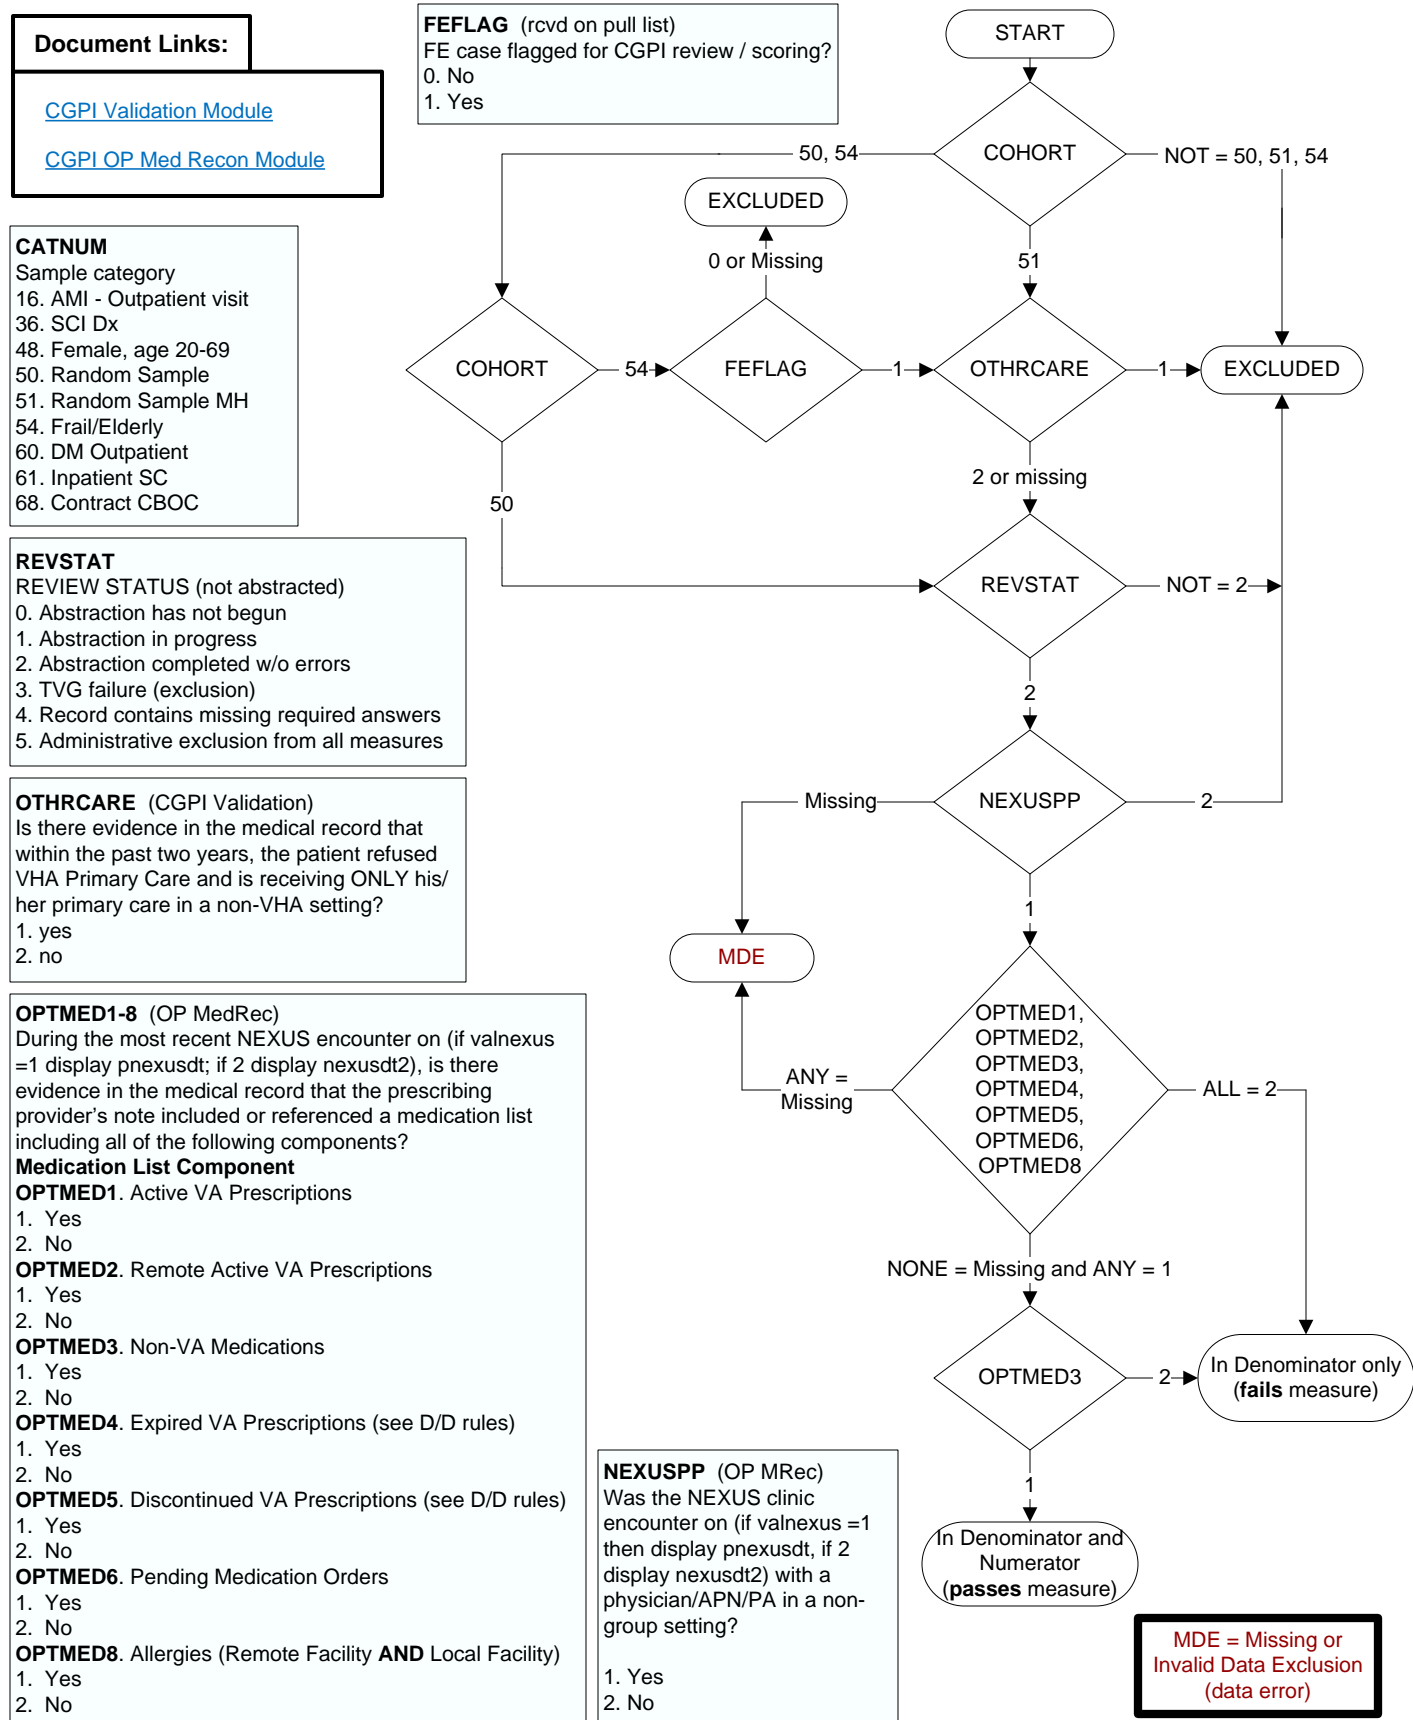 Document Links:
CGPI Validation Module
CGPI OP Med Recon Module
FEFLAG (rcvd on pull list)
FE case flagged for CGPI review / scoring?
0. No
1. Yes
START
COHORT
50, 54
NOT = 50, 51, 54
EXCLUDED
0 or Missing
51
CATNUM
Sample category
16. AMI - Outpatient visit
36. SCI Dx
48. Female, age 20-69
50. Random Sample
51. Random Sample MH
54. Frail/Elderly
60. DM Outpatient
61. Inpatient SC
68. Contract CBOC
COHORT
54
FEFLAG
1
OTHRCARE
1
EXCLUDED
2 or missing
50
REVSTAT
REVIEW STATUS (not abstracted)
0. Abstraction has not begun
1. Abstraction in progress
2. Abstraction completed w/o errors
3. TVG failure (exclusion)
4. Record contains missing required answers
5. Administrative exclusion from all measures
REVSTAT
NOT = 2
2
OTHRCARE (CGPI Validation)
Is there evidence in the medical record that
within the past two years, the patient refused
VHA Primary Care and is receiving ONLY his/
her primary care in a non-VHA setting?
1. yes
2. no
Missing
NEXUSPP
2
1
MDE
OPTMED1-8 (OP MedRec)
During the most recent NEXUS encounter on (if valnexus
=1 display pnexusdt; if 2 display nexusdt2), is there
evidence in the medical record that the prescribing
provider's note included or referenced a medication list
including all of the following components?
Medication List Component
OPTMED1. Active VA Prescriptions
1. Yes
2. No
OPTMED2. Remote Active VA Prescriptions
1. Yes
2. No
OPTMED3. Non-VA Medications
1. Yes
2. No
OPTMED4. Expired VA Prescriptions (see D/D rules)
1. Yes
2. No
OPTMED5. Discontinued VA Prescriptions (see D/D rules)
1. Yes
2. No
OPTMED6. Pending Medication Orders
1. Yes
2. No
OPTMED8. Allergies (Remote Facility AND Local Facility)
1. Yes
2. No
ANY =
Missing
OPTMED1,
OPTMED2,
OPTMED3,
OPTMED4,
OPTMED5,
OPTMED6,
OPTMED8
ALL = 2
NONE = Missing and ANY = 1
OPTMED3
2
In Denominator only
(fails measure)
1
In Denominator and
Numerator
(passes measure)
NEXUSPP (OP MRec)
Was the NEXUS clinic
encounter on (if valnexus =1
then display pnexusdt, if 2
display nexusdt2) with a
physician/APN/PA in a non-
group setting?
1. Yes
2. No
MDE = Missing or
Invalid Data Exclusion
(data error)